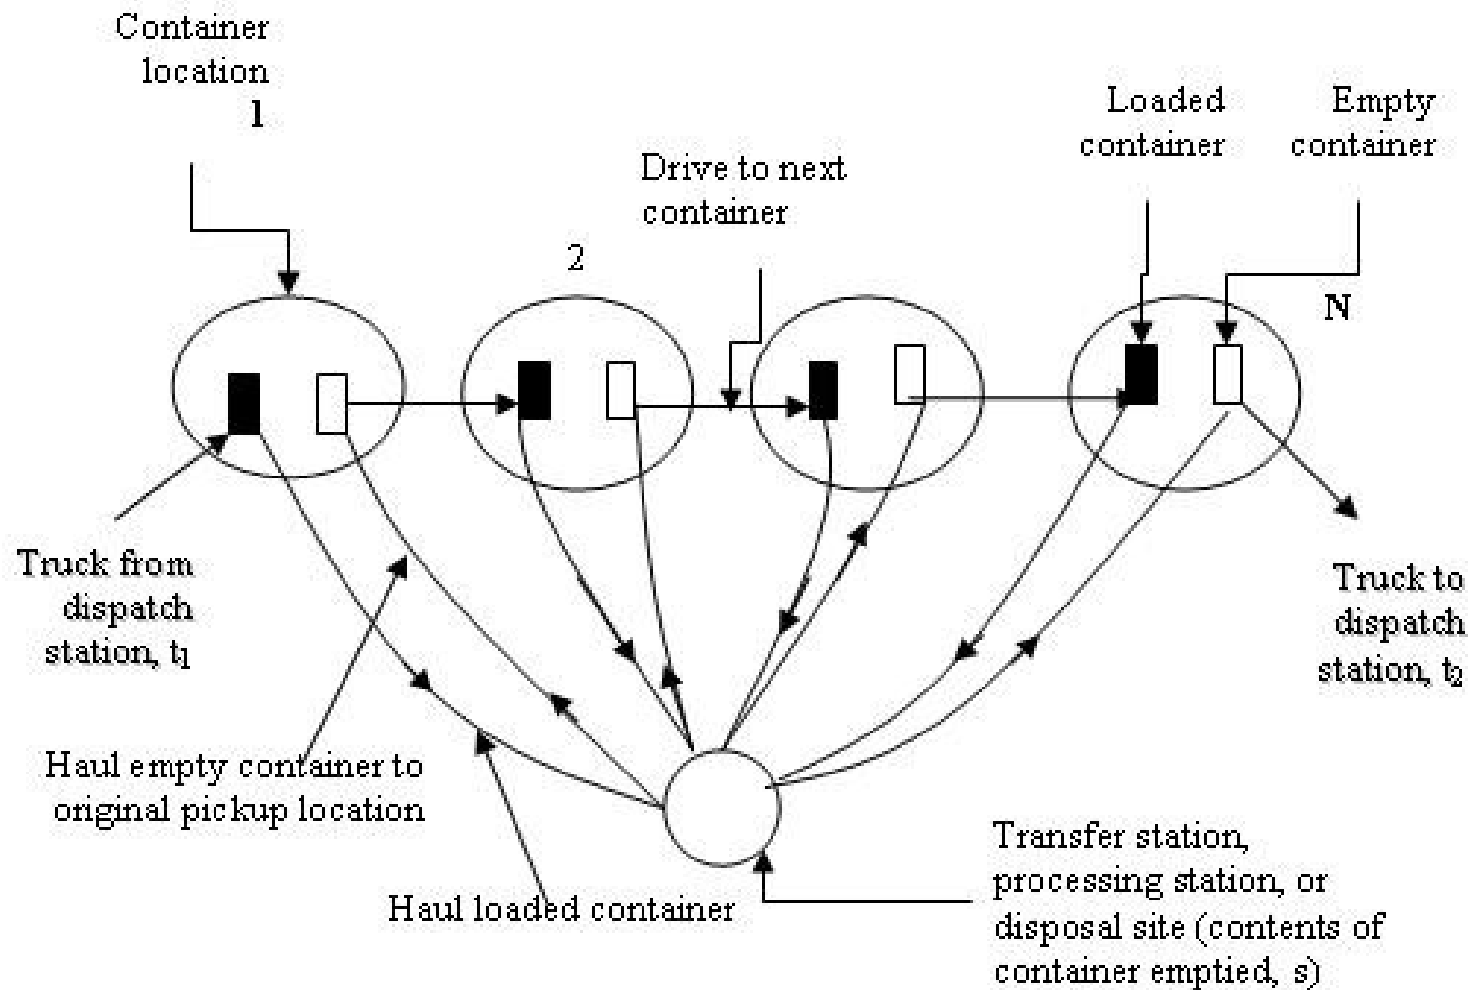 Container
location
1
Loaded
container
Empty
container
Drive to next
container
2
N
Truck from
dispatch
station, t1
Truck to
dispatch
station, t2
Haul empty container to
original pickup location
Haul loaded container
Transfer station,
processing station, or
disposal site (contents of
container emptied, s)